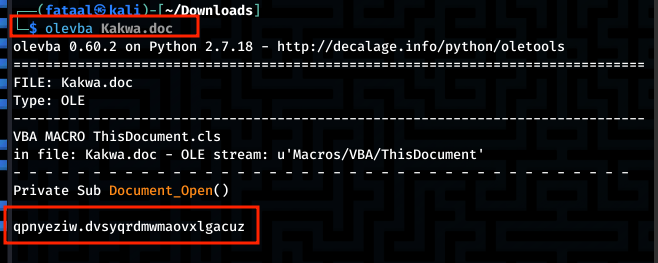 (fataal㉿kali)-[~/Downloads]
$ olevba Kakwa.doc
olevba 0.60.2 on Python 2.7.18 - http://decalage.info/python/oletools
===============================================================================
FILE: Kakwa.doc
Type: OLE
-------------------------------------------------------------------------------
VBA MACRO ThisDocument.cls
in file: Kakwa.doc - OLE stream: u'Macros/VBA/ThisDocument'
- - - - - - - - - - - - - - - - - - - - - - - - - - - - - - - - - - - - - - -
Private Sub Document_Open()
qpnyeziw.dvsyqrdmwmaovxlgacuz